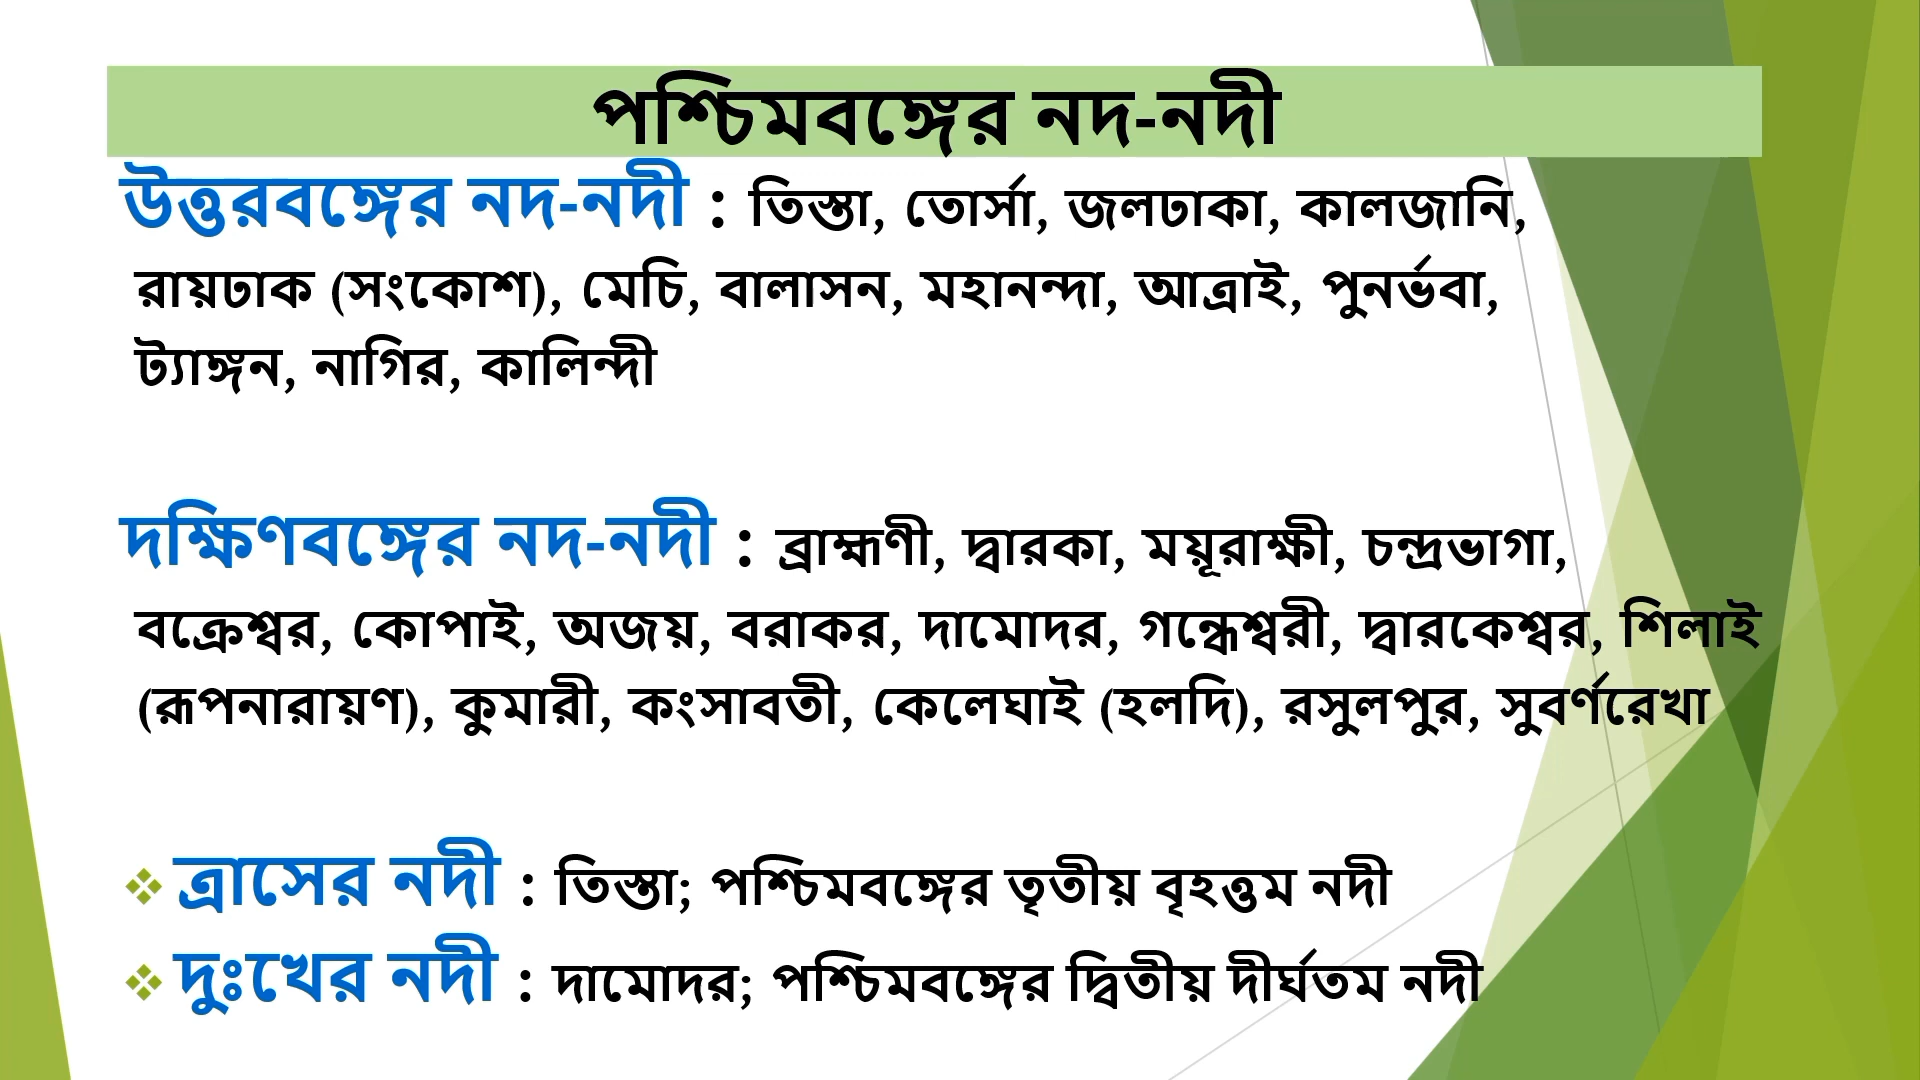 পশ্চিমবঙ্গের নদ-নদী
উত্তরবঙ্গের নদ-নদী : তিস্তা, তোর্সা, জলঢাকা, কালজানি,
রায়ঢাক (সংকোশ), মেচি, বালাসন, মহানন্দা, আত্রাই, পুনর্ভবা,
ট্যাঙ্গন, নাগির, কালিন্দী
দক্ষিণবঙ্গের নদ-নদী : ব্রাহ্মণী, দ্বারকা, ময়ূরাক্ষী, চন্দ্রভাগা,
বক্রেশ্বর, কোপাই, অজয়, বরাকর, দামোদর, গন্ধেশ্বরী, দ্বারকেশ্বর, শিলাই
(রূপনারায়ণ), কুমারী, কংসাবতী, কেলেঘাই (হলদি), রসুলপুর, সুবর্ণরেখা
❖ ত্রাসের নদী : তিস্তা; পশ্চিমবঙ্গের তৃতীয় বৃহত্তম নদী
❖ দুঃখের নদী : দামোদর; পশ্চিমবঙ্গের দ্বিতীয় দীর্ঘতম নদী